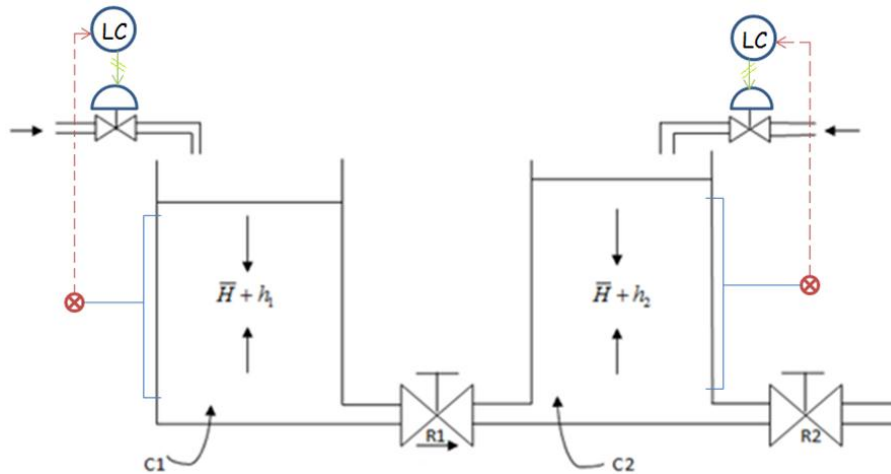 LC
LC
H̅ + h₁
H̅ + h₂
R1
R2
C1
C2